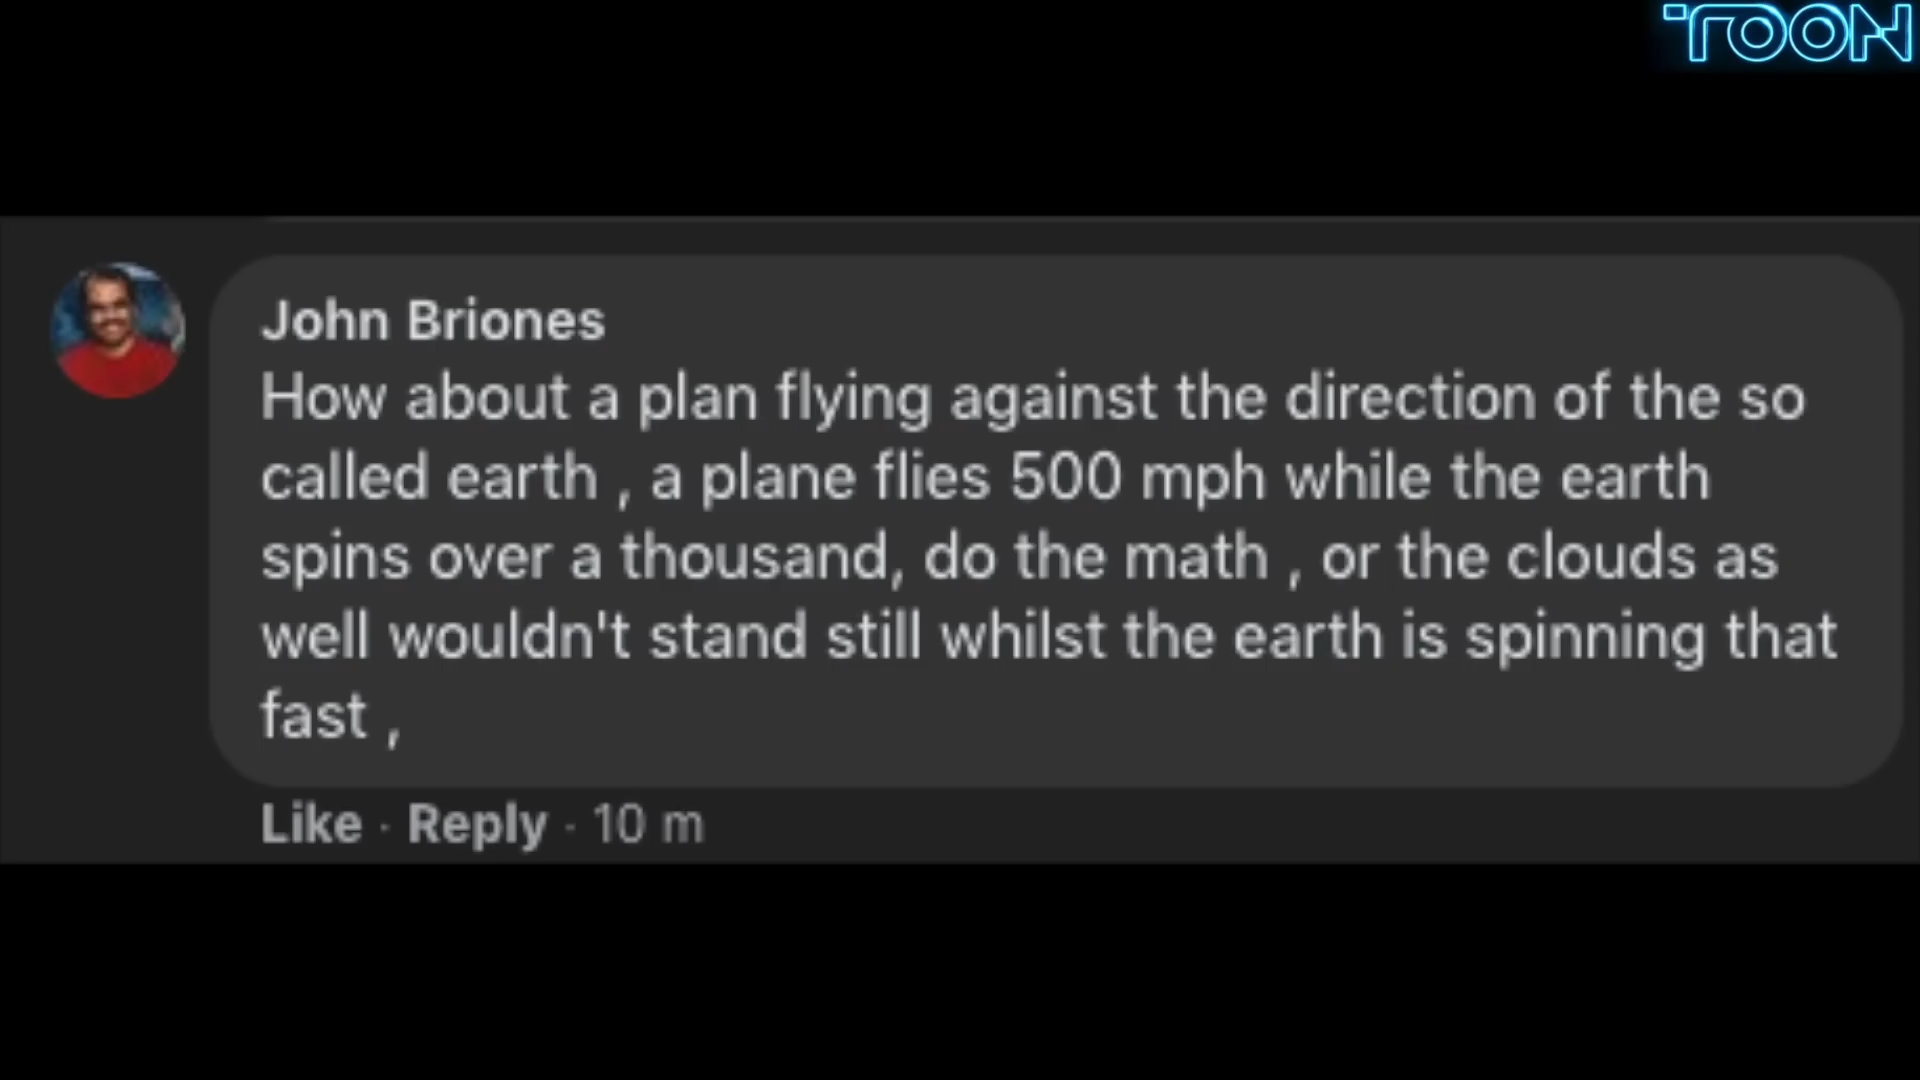 TOON
John Briones
How about a plan flying against the direction of the so
called earth , a plane flies 500 mph while the earth
spins over a thousand, do the math , or the clouds as
well wouldn't stand still whilst the earth is spinning that
fast ,
Like · Reply · 10 m